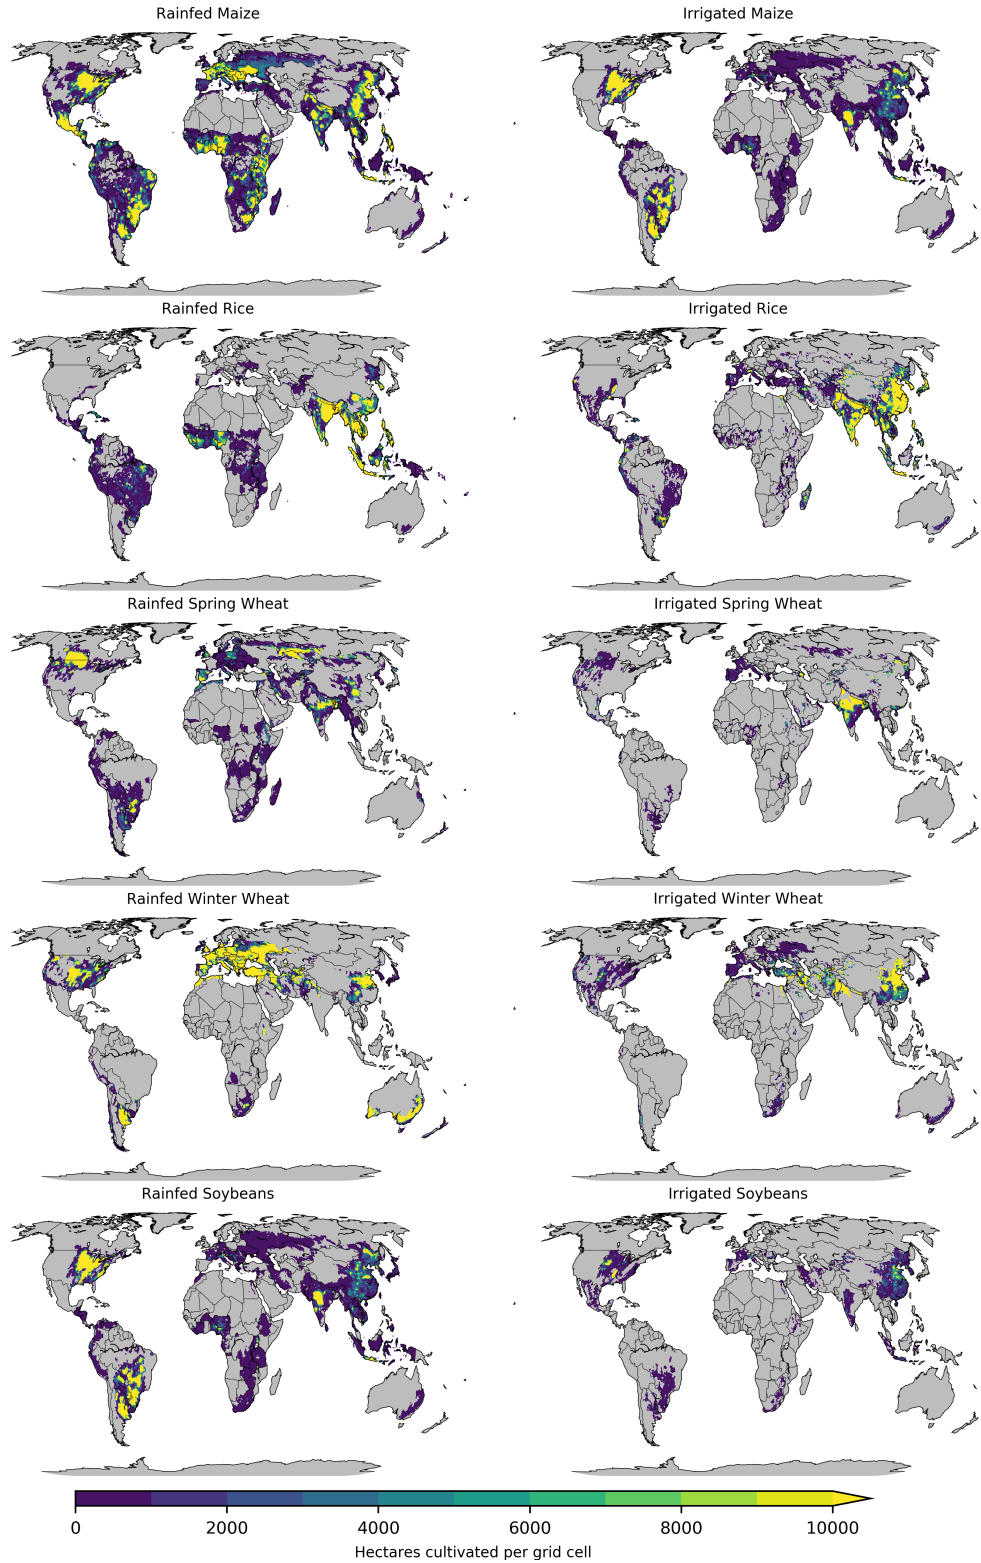 Rainfed Maize
Irrigated Maize
Rainfed Rice
Irrigated Rice
Rainfed Spring Wheat
Irrigated Spring Wheat
Rainfed Winter Wheat
Irrigated Winter Wheat
Rainfed Soybeans
Irrigated Soybeans
0 2000 4000 6000 8000 10000
Hectares cultivated per grid cell